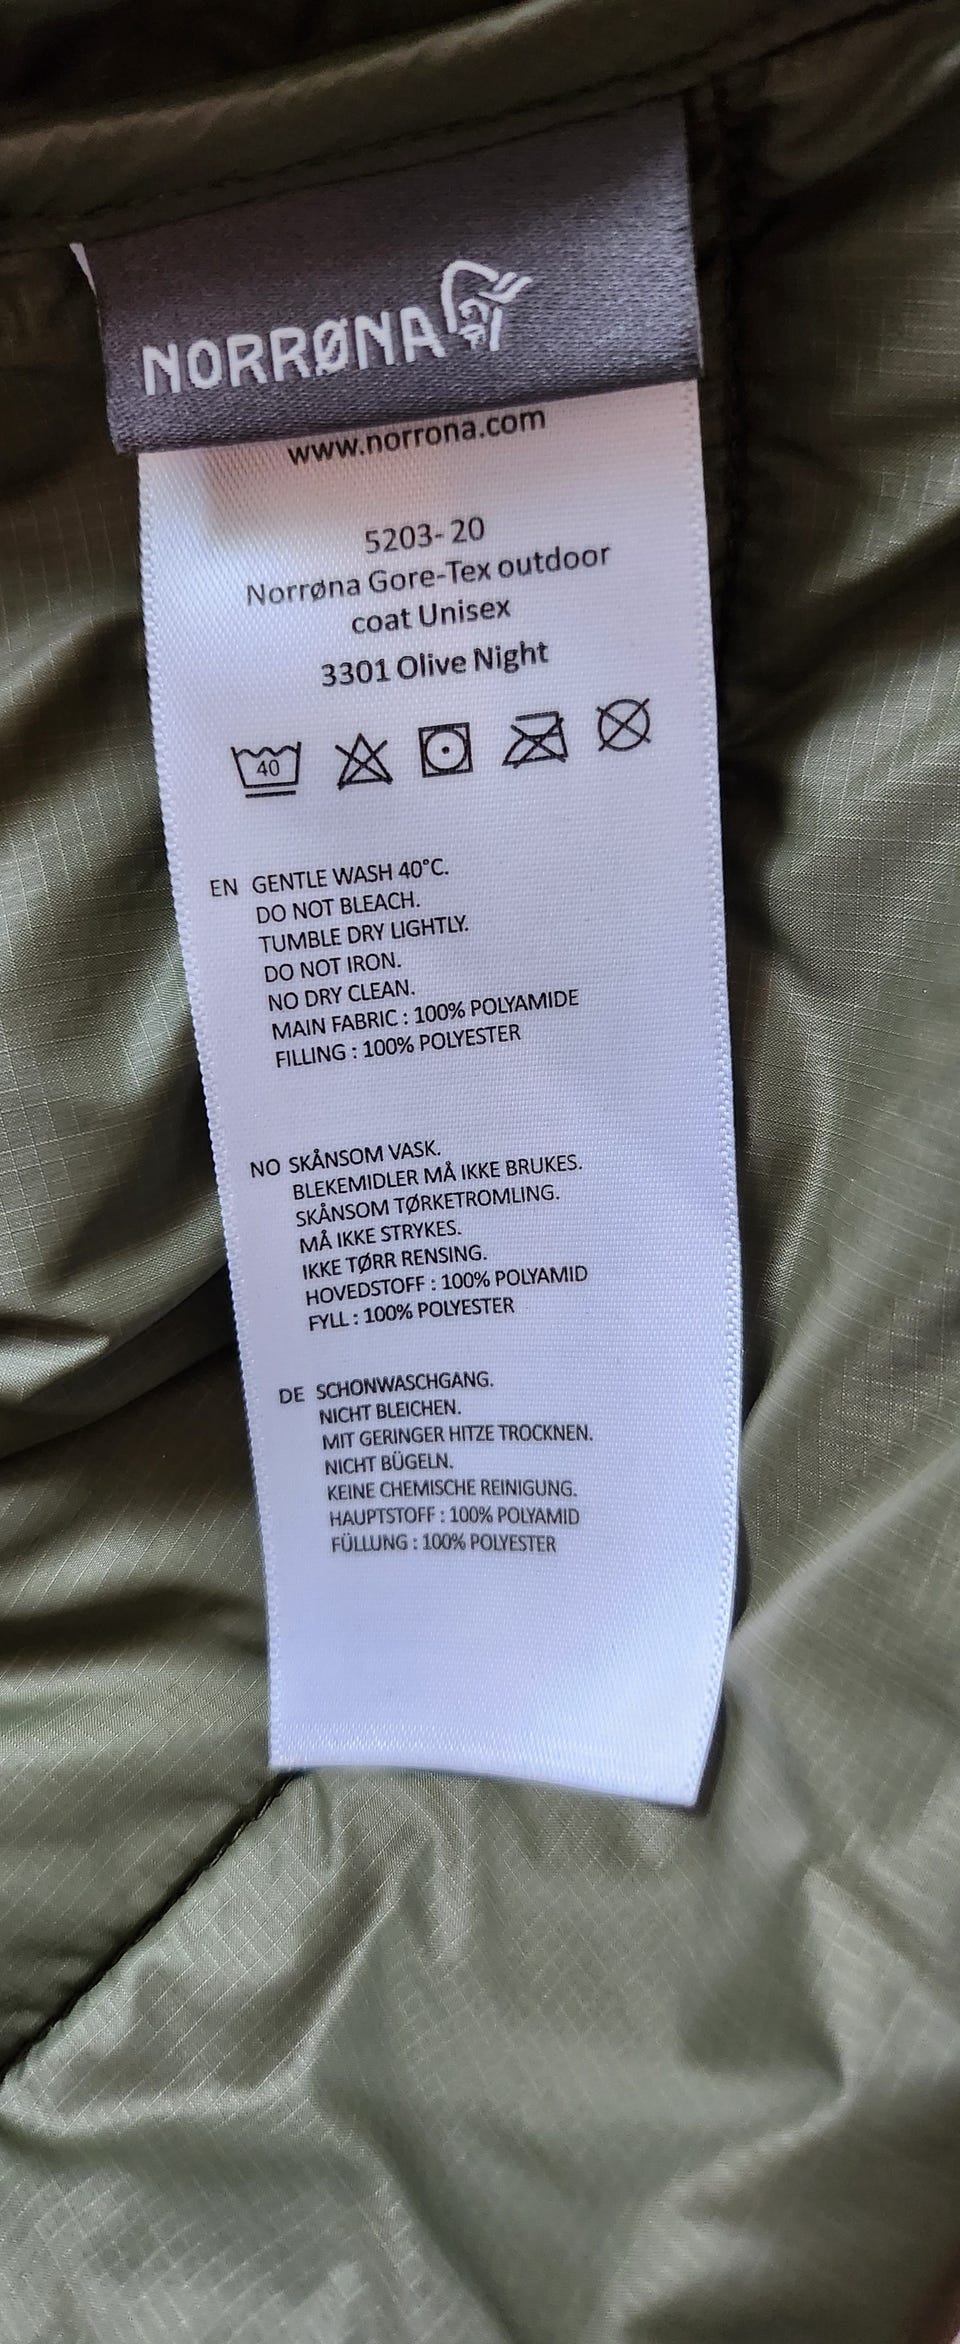 NORRØNA
www.norrona.com
5203- 20
Norrøna Gore-Tex outdoor
coat Unisex
3301 Olive Night
40
EN GENTLE WASH 40°C.
DO NOT BLEACH.
TUMBLE DRY LIGHTLY.
DO NOT IRON.
NO DRY CLEAN.
MAIN FABRIC : 100% POLYAMIDE
FILLING : 100% POLYESTER
NO SKÅNSOM VASK.
BLEKEMIDLER MÅ IKKE BRUKES.
SKÅNSOM TØRKETROMLING.
MÅ IKKE STRYKES.
IKKE TØRR RENSING.
HOVEDSTOFF : 100% POLYAMID
FYLL : 100% POLYESTER
DE SCHONWASCHGANG.
NICHT BLEICHEN.
MIT GERINGER HITZE TROCKNEN.
NICHT BÜGELN.
KEINE CHEMISCHE REINIGUNG.
HAUPTSTOFF : 100% POLYAMID
FÜLLUNG : 100% POLYESTER